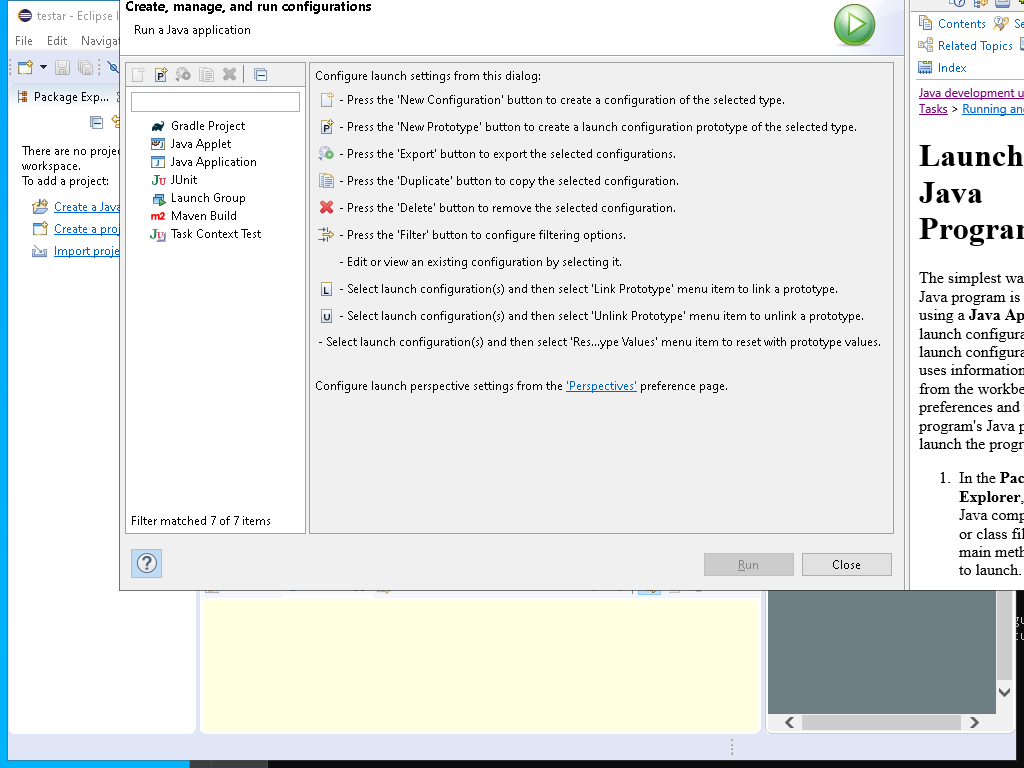 testar - Eclipse I
File Edit Navigat
Package Exp...
There are no projec
workspace.
To add a project:
Create a Java
Create a proj
Import proje
Create, manage, and run configurations
Run a Java application
Gradle Project
Java Applet
Java Application
JUnit
Launch Group
Maven Build
Task Context Test
Filter matched 7 of 7 items
Configure launch settings from this dialog:
- Press the 'New Configuration' button to create a configuration of the selected type.
- Press the 'New Prototype' button to create a launch configuration prototype of the selected type.
- Press the 'Export' button to export the selected configurations.
- Press the 'Duplicate' button to copy the selected configuration.
- Press the 'Delete' button to remove the selected configuration.
- Press the 'Filter' button to configure filtering options.
- Edit or view an existing configuration by selecting it.
- Select launch configuration(s) and then select 'Link Prototype' menu item to link a prototype.
- Select launch configuration(s) and then select 'Unlink Prototype' menu item to unlink a prototype.
- Select launch configuration(s) and then select 'Res...ype Values' menu item to reset with prototype values.
Configure launch perspective settings from the 'Perspectives' preference page.
Run Close
Contents Se
Related Topics
Index
Java development u
Tasks > Running and
Launch
Java
Program
The simplest wa
Java program is
using a Java Ap
launch configura
launch configura
uses information
from the workbe
preferences and
program's Java p
launch the progr
1. In the Pac
Explorer,
Java comp
or class fil
main meth
to launch.